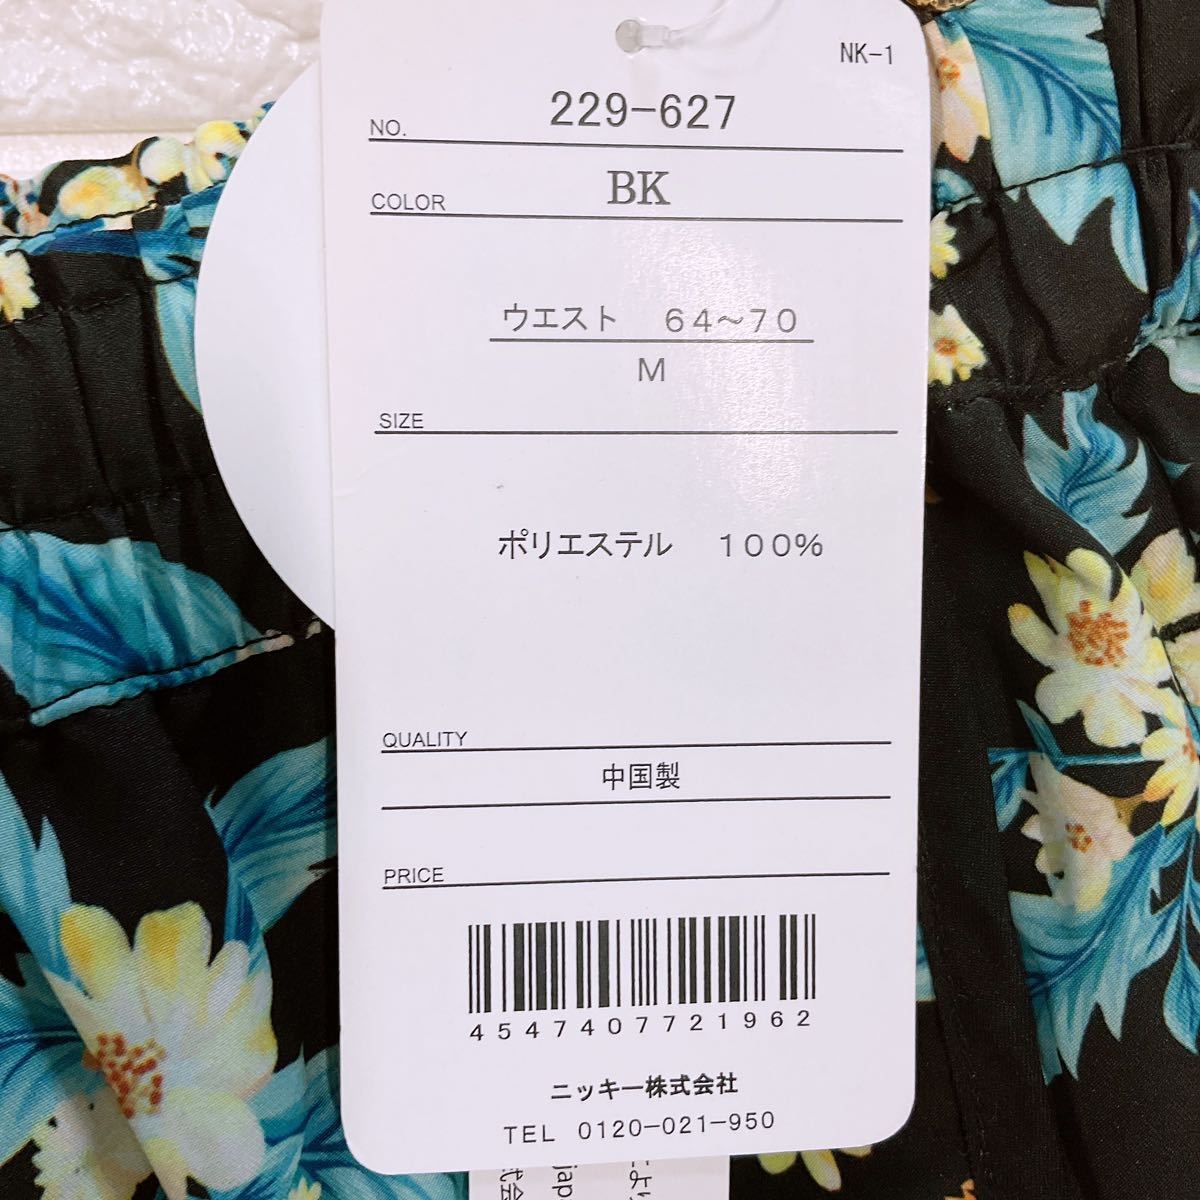 NK-1
NO. 229-627
COLOR BK
ウエスト 64~70
M
SIZE
ポリエステル 100%
QUALITY
中国製
PRICE
4547407721962
ニッキー株式会社
TEL 0120-021-950
jap